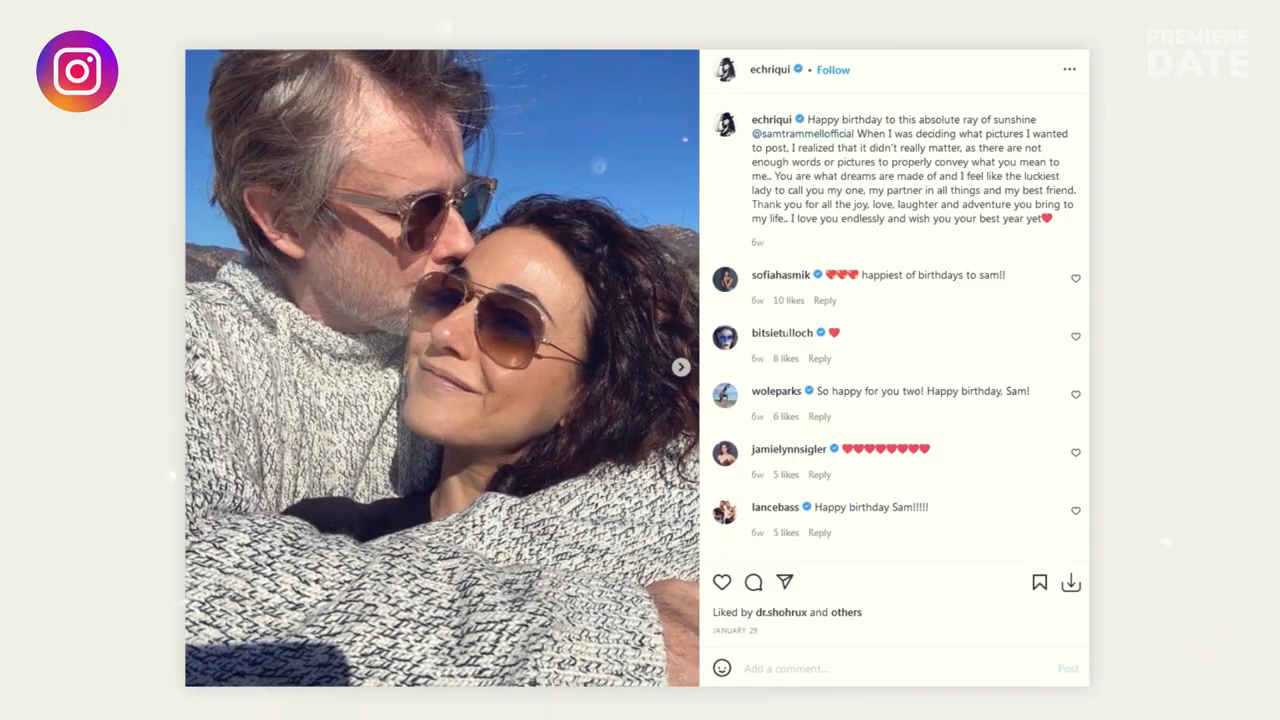 PREMIERE
DATE
echriqui • Follow
echriqui Happy birthday to this absolute ray of sunshine
@samtrammellofficial When I was deciding what pictures I wanted
to post, I realized that it didn't really matter, as there are not
enough words or pictures to properly convey what you mean to
me.. You are what dreams are made of and I feel like the luckiest
lady to call you my one, my partner in all things and my best friend.
Thank you for all the joy, love, laughter and adventure you bring to
my life.. I love you endlessly and wish you your best year yet❤️
6w
sofiahasmik 💝💝💝 happiest of birthdays to sam!!
6w 10 likes Reply
bitsietulloch ❤️
6w 8 likes Reply
woleparks So happy for you two! Happy birthday, Sam!
6w 6 likes Reply
jamielynnsigler ❤️❤️❤️❤️❤️❤️❤️❤️
6w 5 likes Reply
lancebass Happy birthday Sam!!!!!
6w 5 likes Reply
Liked by dr.shohrux and others
JANUARY 29
Add a comment... Post